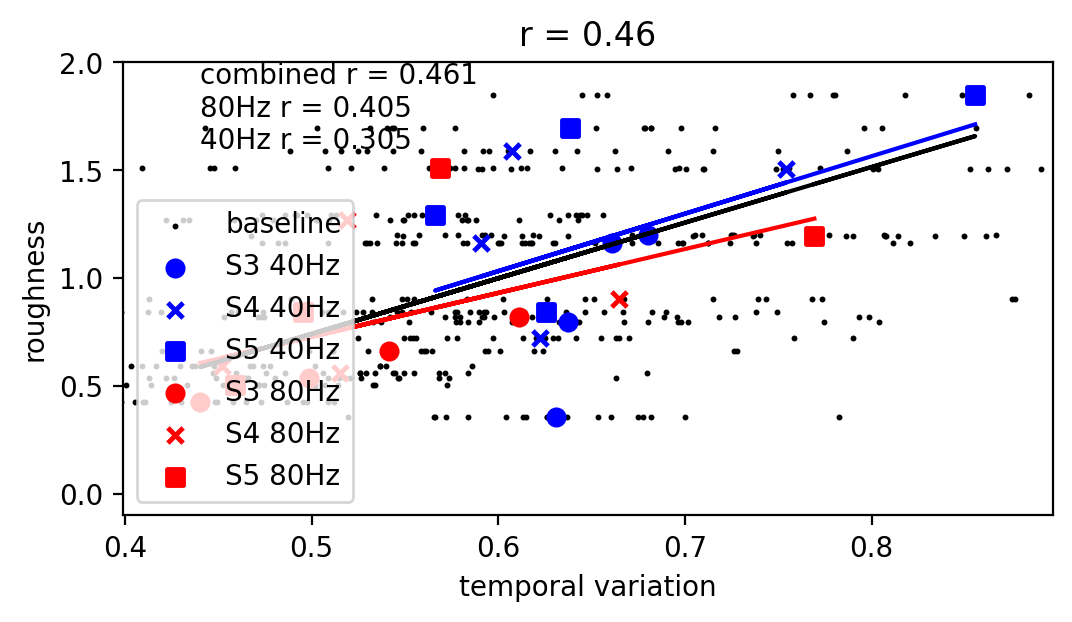 r = 0.46
combined r = 0.461
80Hz r = 0.405
40Hz r = 0.305
baseline
S3 40Hz
S4 40Hz
S5 40Hz
S3 80Hz
S4 80Hz
S5 80Hz
roughness
2.0
1.5
1.0
0.5
0.0
0.4 0.5 0.6 0.7 0.8
temporal variation